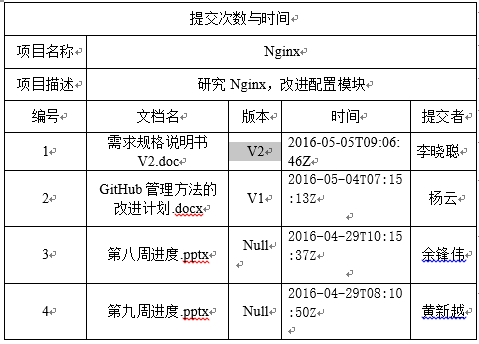 提交次数与时间
项目名称 Nginx
项目描述 研究 Nginx，改进配置模块
编号 文档名 版本 时间 提交者
1 需求规格说明书 V2 2016-05-05T09:06: 李晓聪
V2.doc 46Z
2 GitHub 管理方法的 V1 2016-05-04T07:15 杨云
改进计划.docx :13Z
3 第八周进度.pptx Null 2016-04-29T10:15 余锋伟
:37Z
4 第九周进度.pptx Null 2016-04-29T08:10 黄新越
:50Z